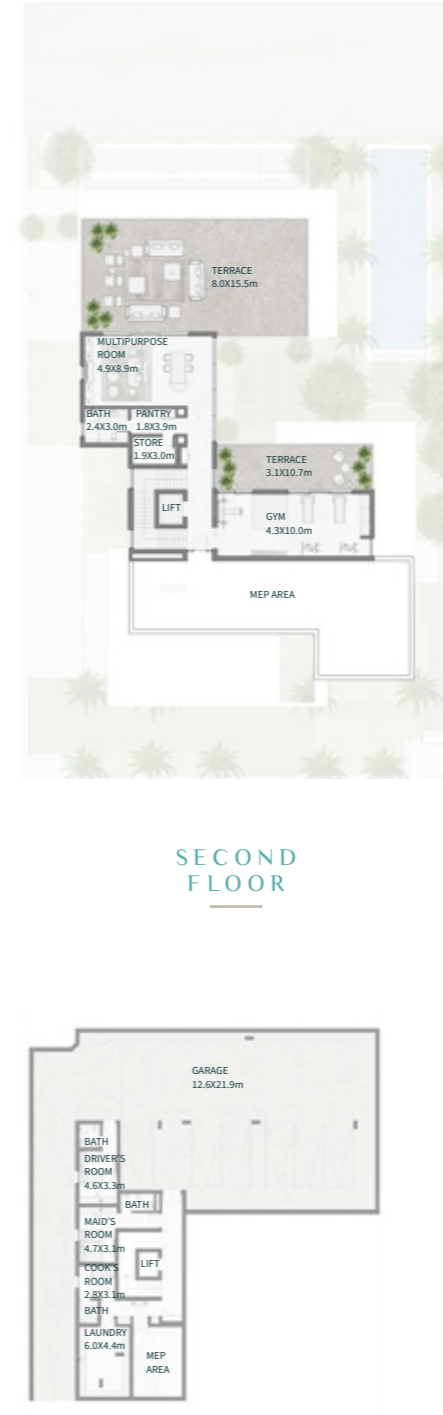 TERRACE
8.0X15.5m
MULTIPURPOSE
ROOM
4.9X8.9m
BATH
2.4X3.0m
PANTRY
1.8X3.9m
STORE
1.9X3.0m
TERRACE
3.1X10.7m
LIFT
GYM
4.3X10.0m
MEP AREA
SECOND
FLOOR
GARAGE
12.6X21.9m
BATH
DRIVER'S
ROOM
4.6X3.3m
BATH
MAID'S
ROOM
4.7X3.1m
LIFT
COOK'S
ROOM
2.8X3.1m
BATH
LAUNDRY
6.0X4.4m
MEP
AREA